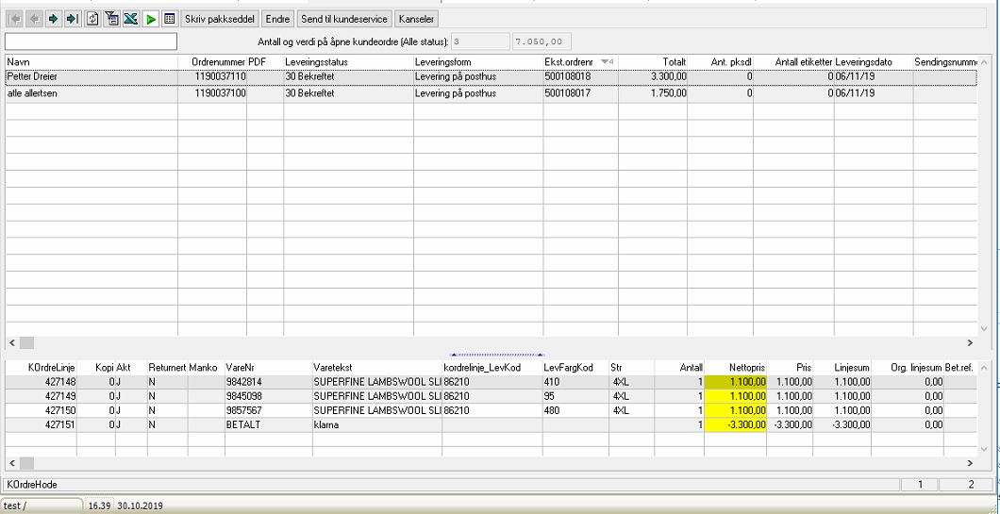 Skriv pakkseddel Endre Send til kundeservice Kanseler
Antall og verdi på åpne kundeordre (Alle status): 3 7.050,00
Navn Ordrenummer PDF Leveringsstatus Leveringsform Ekst.ordrenr Totalt Ant. pksdl Antall etiketter Leveringsdato Sendingsnumme
Petter Dreier 1190037110 30 Bekreftet Levering på posthus 500108018 3.300,00 0 0 06/11/19
atle allertsen 1190037100 30 Bekreftet Levering på posthus 500108017 1.750,00 0 0 06/11/19
KOrdreLinje Kopi Akt Returnert Manko VareNr Varetekst kordrelinje_LevKod LevFargKod Str Antall Nettopris Pris Linjesum Org. linjesum Bet.ref.
427148 0 J N 9842814 SUPERFINE LAMBSWOOL SLI 86210 410 4XL 1 1.100,00 1.100,00 1.100,00 0,00
427149 0 J N 9845098 SUPERFINE LAMBSWOOL SLI 86210 95 4XL 1 1.100,00 1.100,00 1.100,00 0,00
427150 0 J N 9857567 SUPERFINE LAMBSWOOL SLI 86210 480 4XL 1 1.100,00 1.100,00 1.100,00 0,00
427151 0 J N BETALT klarna 1 -3.300,00 -3.300,00 -3.300,00 0,00
KOrdreHode 1 2
test / 16.39 30.10.2019